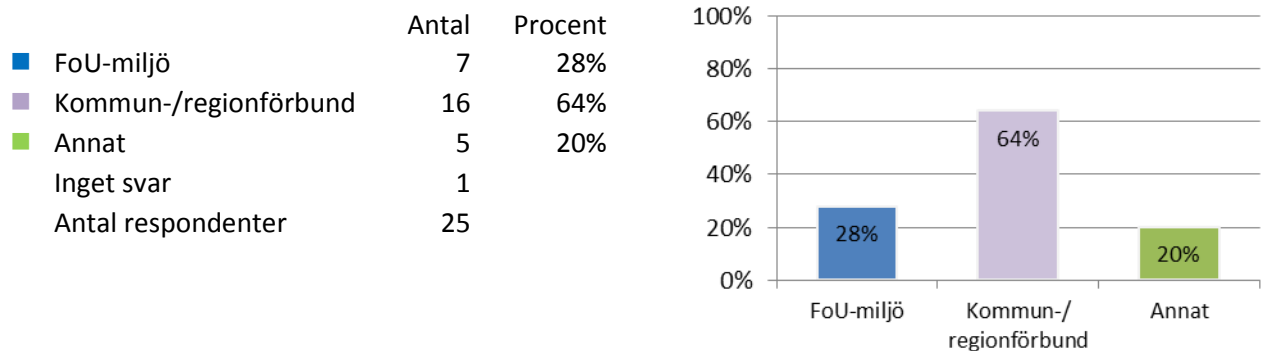 Antal Procent
FoU-miljö 7 28%
Kommun-/regionförbund 16 64%
Annat 5 20%
Inget svar 1
Antal respondenter 25
100%
80%
60%
40%
20%
0%
28%
64%
20%
FoU-miljö
Kommun-/
regionförbund
Annat